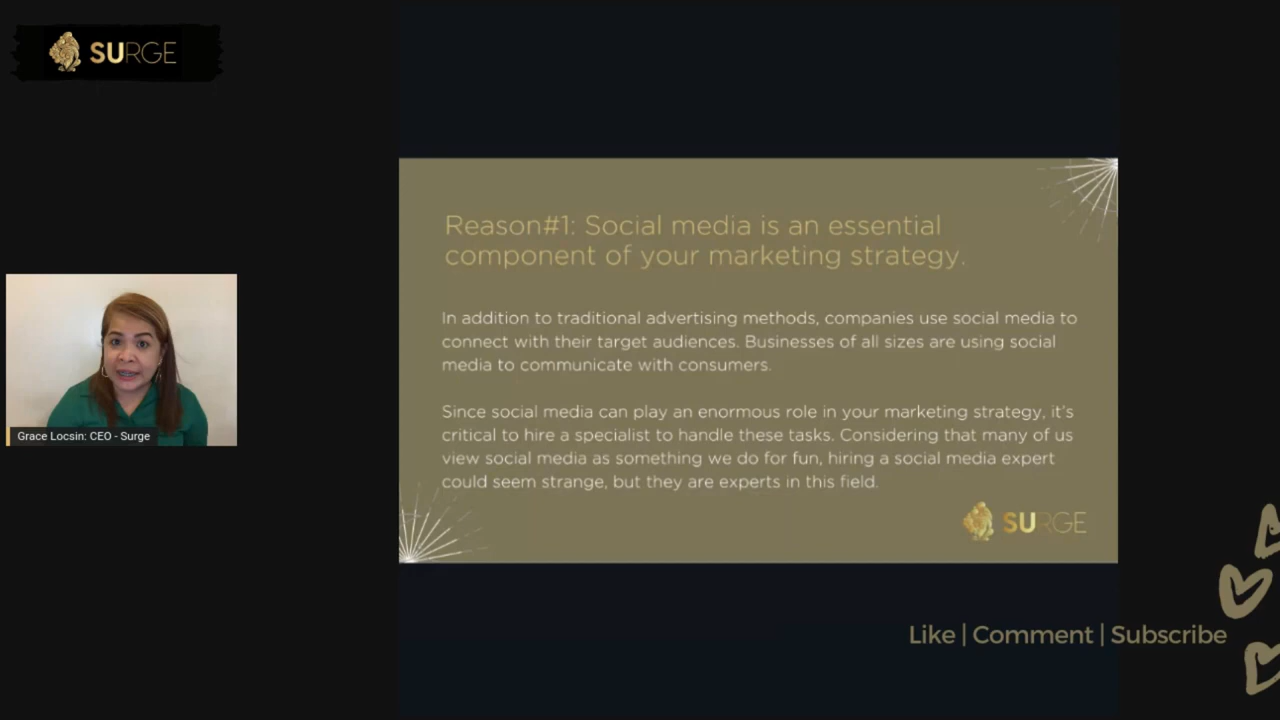 SURGE
Reason#1: Social media is an essential
component of your marketing strategy.
In addition to traditional advertising methods, companies use social media to
connect with their target audiences. Businesses of all sizes are using social
media to communicate with consumers.
Since social media can play an enormous role in your marketing strategy, it's
critical to hire a specialist to handle these tasks. Considering that many of us
view social media as something we do for fun, hiring a social media expert
could seem strange, but they are experts in this field.
SURGE
Grace Locsin: CEO - Surge
Like | Comment | Subscribe